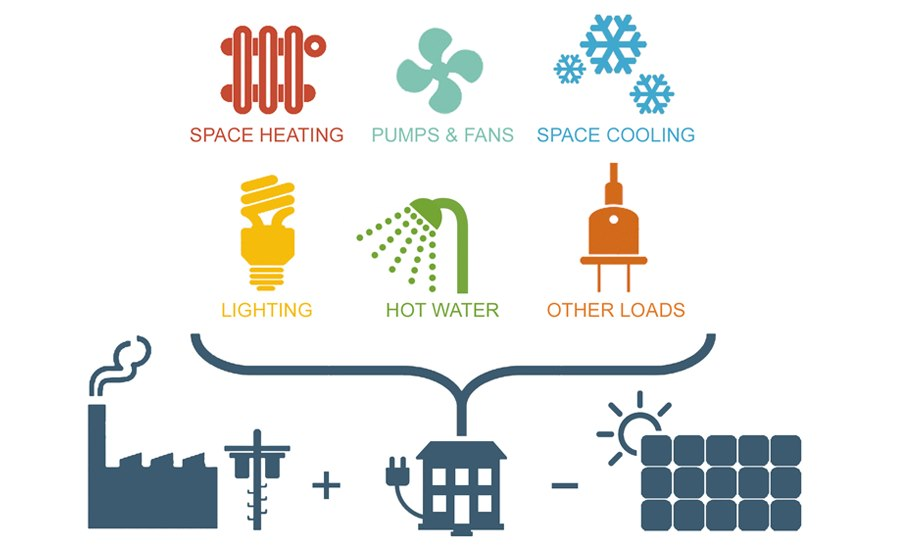 SPACE HEATING
PUMPS & FANS
SPACE COOLING
LIGHTING
HOT WATER
OTHER LOADS
+
−